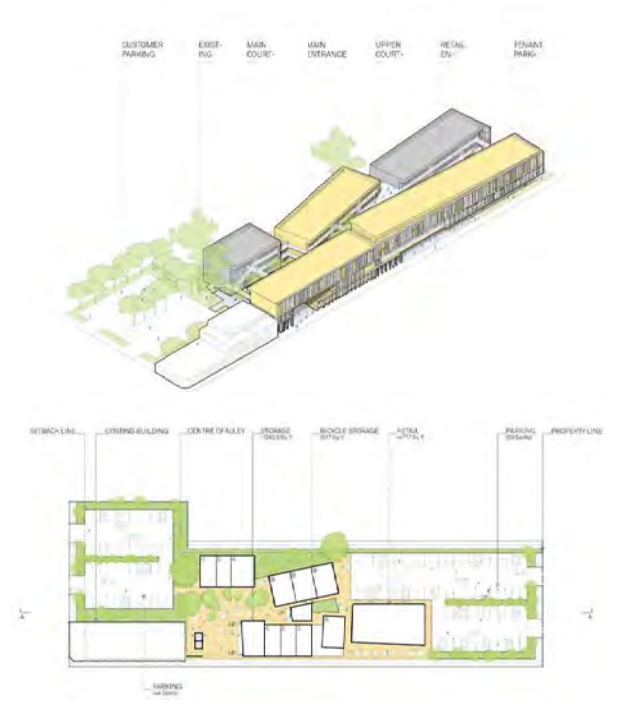 CUSTOMER
PARKING
EXIST-
ING
MAIN
COURT-
MAIN
ENTRANCE
UPPER
COURT-
RETAIL
EN-
TENANT
PARK-
SETBACK LINE
EXISTING BUILDING
CENTRE OF ALLEY
STORAGE
BICYCLE STORAGE
RETAIL
PARKING
PROPERTY LINE
PARKING